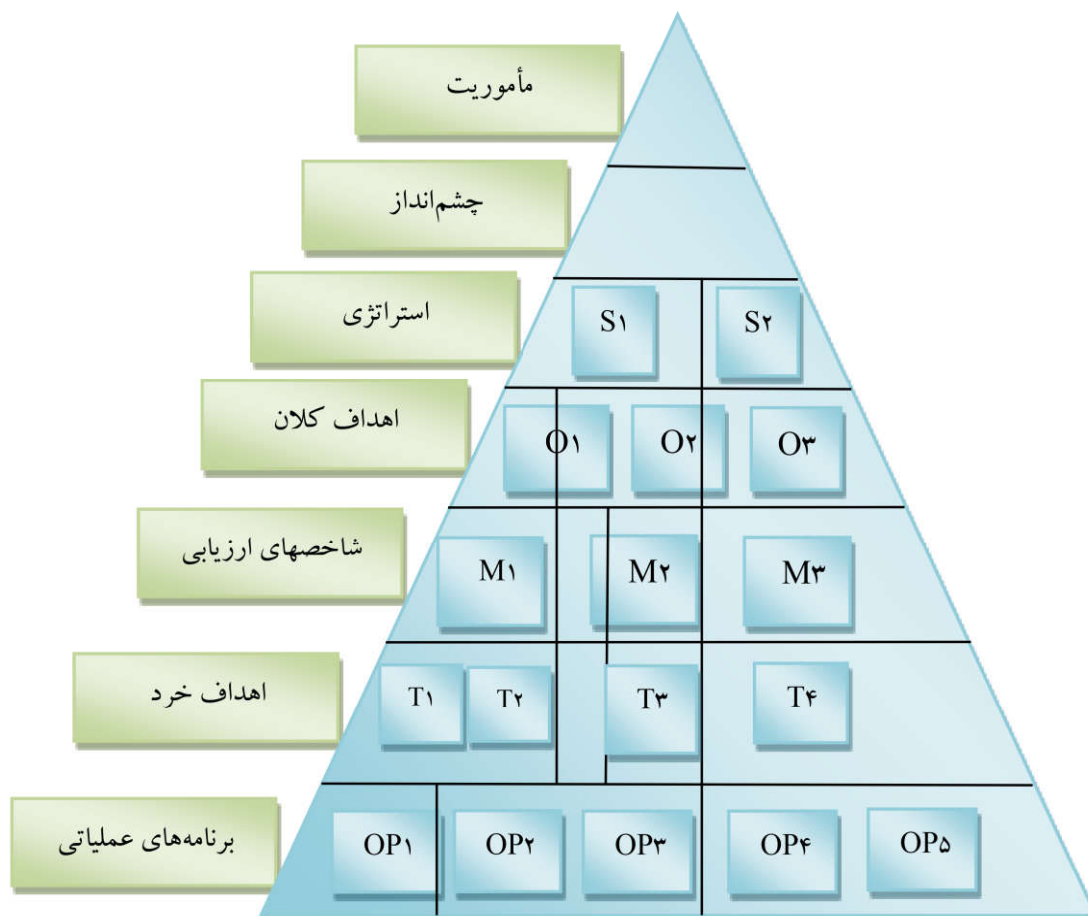 مأموریت
چشم‌انداز
استراتژی
S۱
S۲
اهداف کلان
O۱
O۲
O۳
شاخصهای ارزیابی
M۱
M۲
M۳
اهداف خرد
T۱
T۲
T۳
T۴
برنامه‌های عملیاتی
OP۱
OP۲
OP۳
OP۴
OP۵